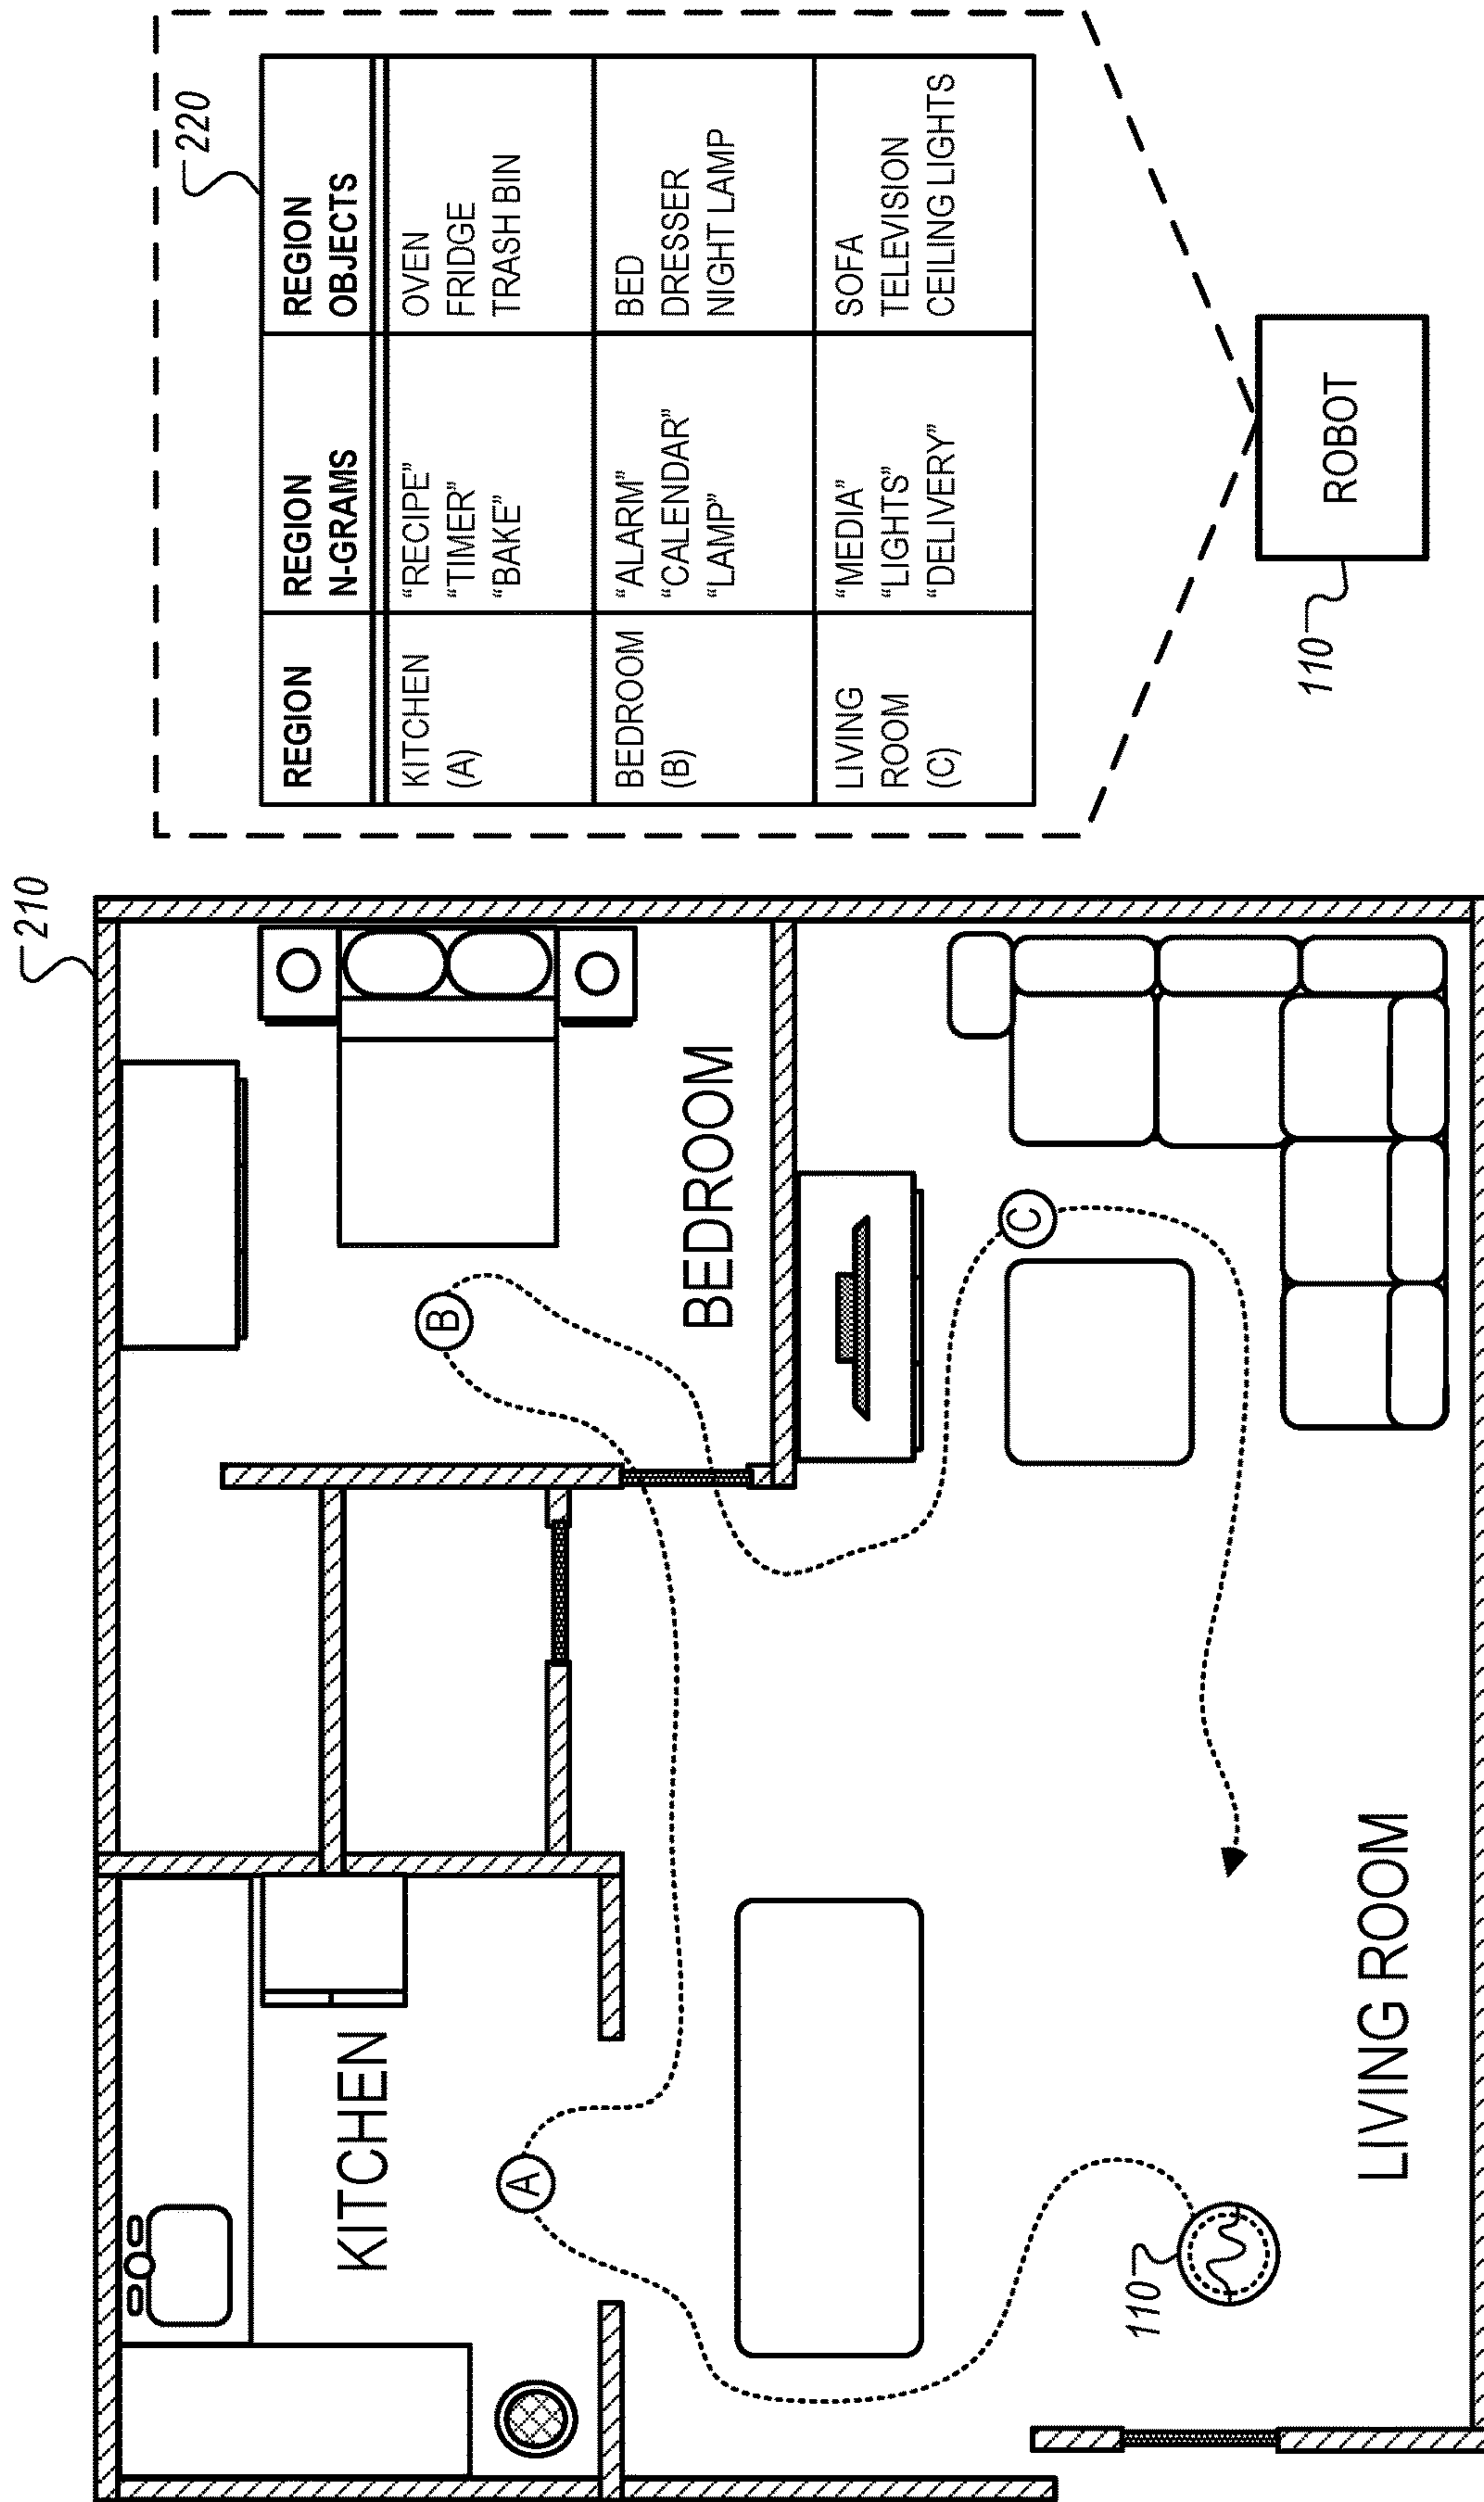 210
KITCHEN
BEDROOM
LIVING ROOM
A
B
C
110
220
REGION
REGION
N-GRAMS
REGION
OBJECTS
KITCHEN
(A)
“RECIPE”
“TIMER”
“BAKE”
OVEN
FRIDGE
TRASH BIN
BEDROOM
(B)
“ALARM”
“CALENDAR”
“LAMP”
BED
DRESSER
NIGHT LAMP
LIVING
ROOM
(C)
“MEDIA”
“LIGHTS”
“DELIVERY”
SOFA
TELEVISION
CEILING LIGHTS
110
ROBOT